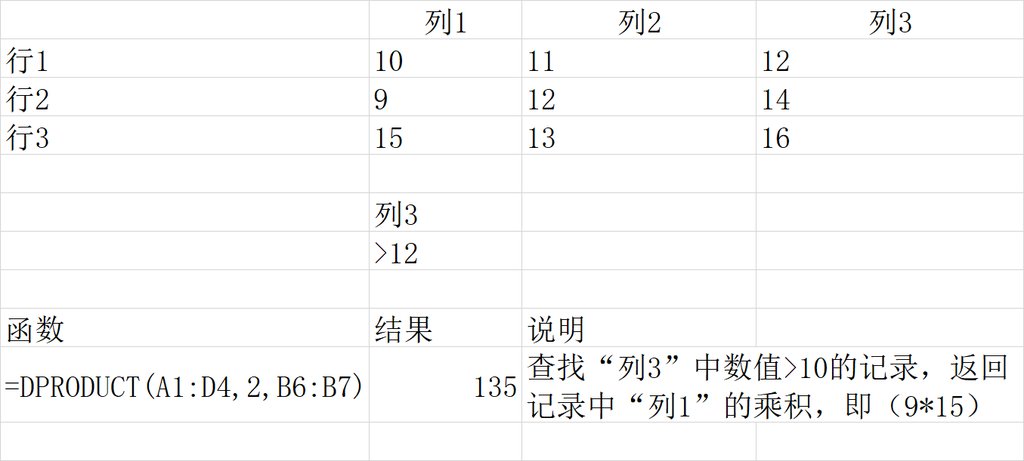 列1 列2 列3
行1 10 11 12
行2 9 12 14
行3 15 13 16
列3
>12
函数 结果 说明
=DPRODUCT(A1:D4,2,B6:B7) 135 查找“列3”中数值>10的记录，返回
记录中“列1”的乘积，即（9*15）